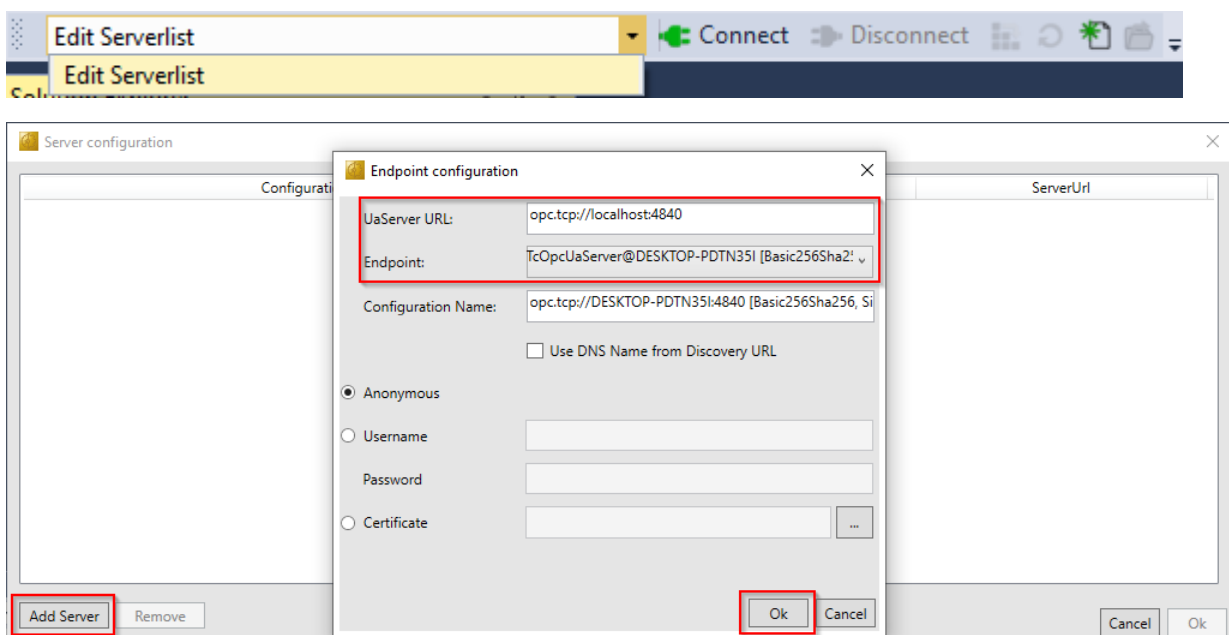 Edit Serverlist
Connect
Disconnect
Edit Serverlist
Server configuration
ServerUrl
Endpoint configuration
UaServer URL:
opc.tcp://localhost:4840
Endpoint:
TcOpcUaServer@DESKTOP-PDTN35I [Basic256Sha2
Configuration Name:
opc.tcp://DESKTOP-PDTN35I:4840 [Basic256Sha256, Si
Use DNS Name from Discovery URL
Anonymous
Username
Password
Certificate
...
Add Server
Remove
Ok
Cancel
Cancel
Ok